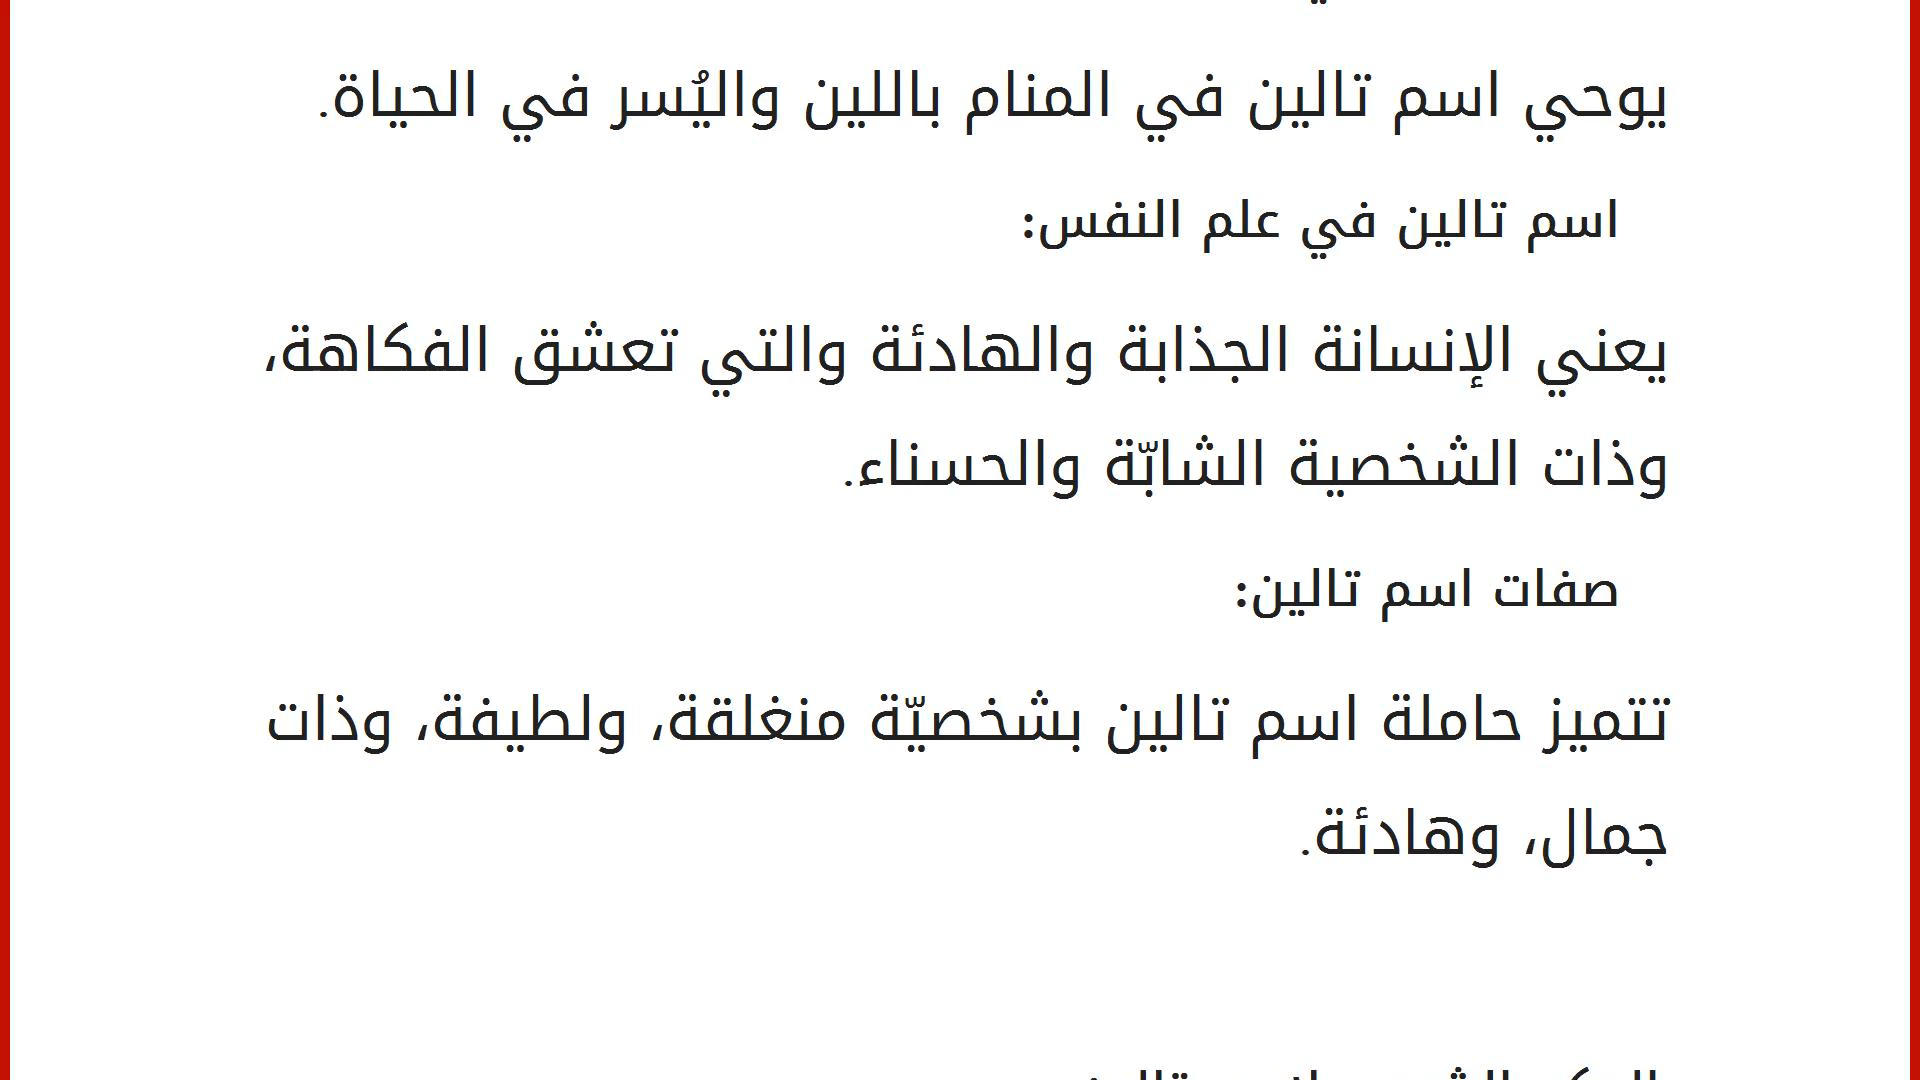 يوحي اسم تالين في المنام باللين واليُسر في الحياة.
اسم تالين في علم النفس:
يعني الإنسانة الجذابة والهادئة والتي تعشق الفكاهة،
وذات الشخصية الشابّة والحسناء.
صفات اسم تالين:
تتميز حاملة اسم تالين بشخصيّة منغلقة، ولطيفة، وذات
جمال، وهادئة.